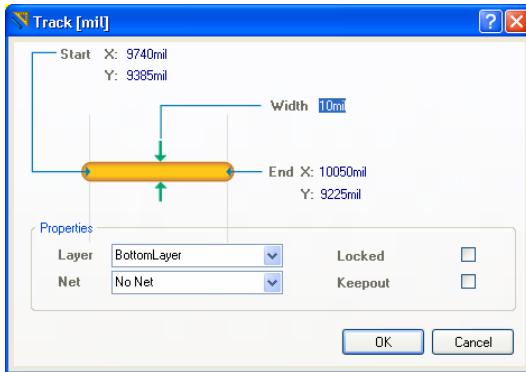 Track [mil]
Start X: 9740mil
Y: 9385mil
Width 10mil
End X: 10050mil
Y: 9225mil
Properties
Layer BottomLayer Locked
Net No Net Keepout
OK Cancel